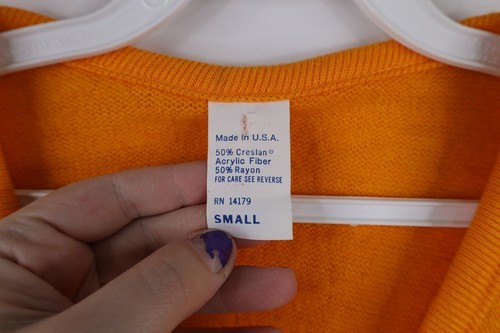 Made in U.S.A.
50% Creslan®
Acrylic Fiber
50% Rayon
FOR CARE SEE REVERSE
RN 14179
SMALL